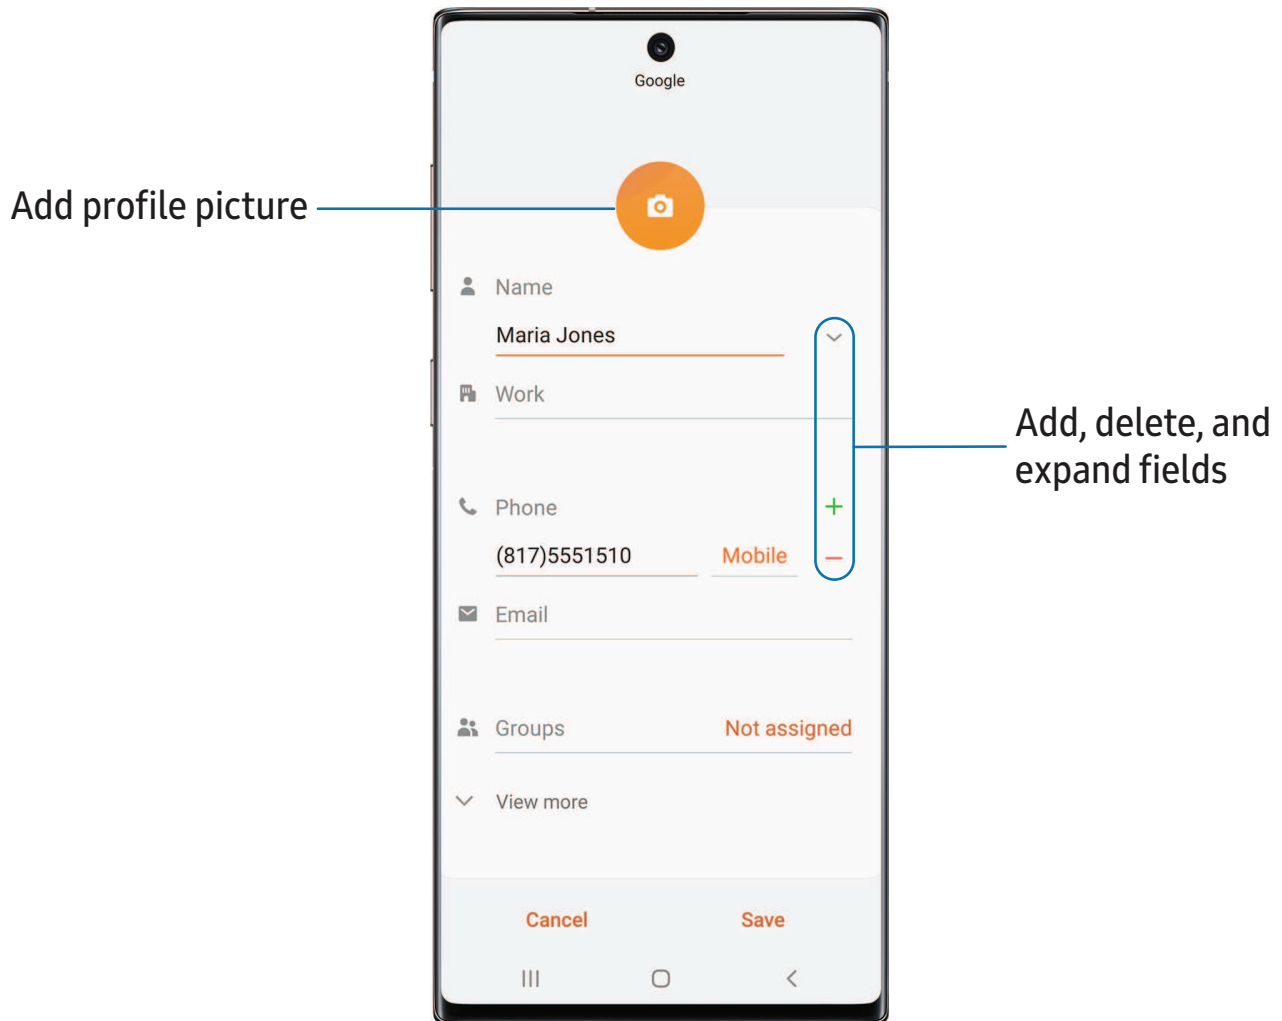 Google
Add profile picture
Name
Maria Jones
Work
Add, delete, and
expand fields
Phone
(817)5551510 Mobile
Email
Groups Not assigned
View more
Cancel Save